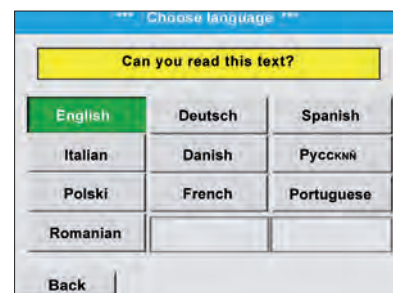 *** Choose language ***
Can you read this text?
English Deutsch Spanish
Italian Danish Русский
Polski French Portuguese
Romanian
Back